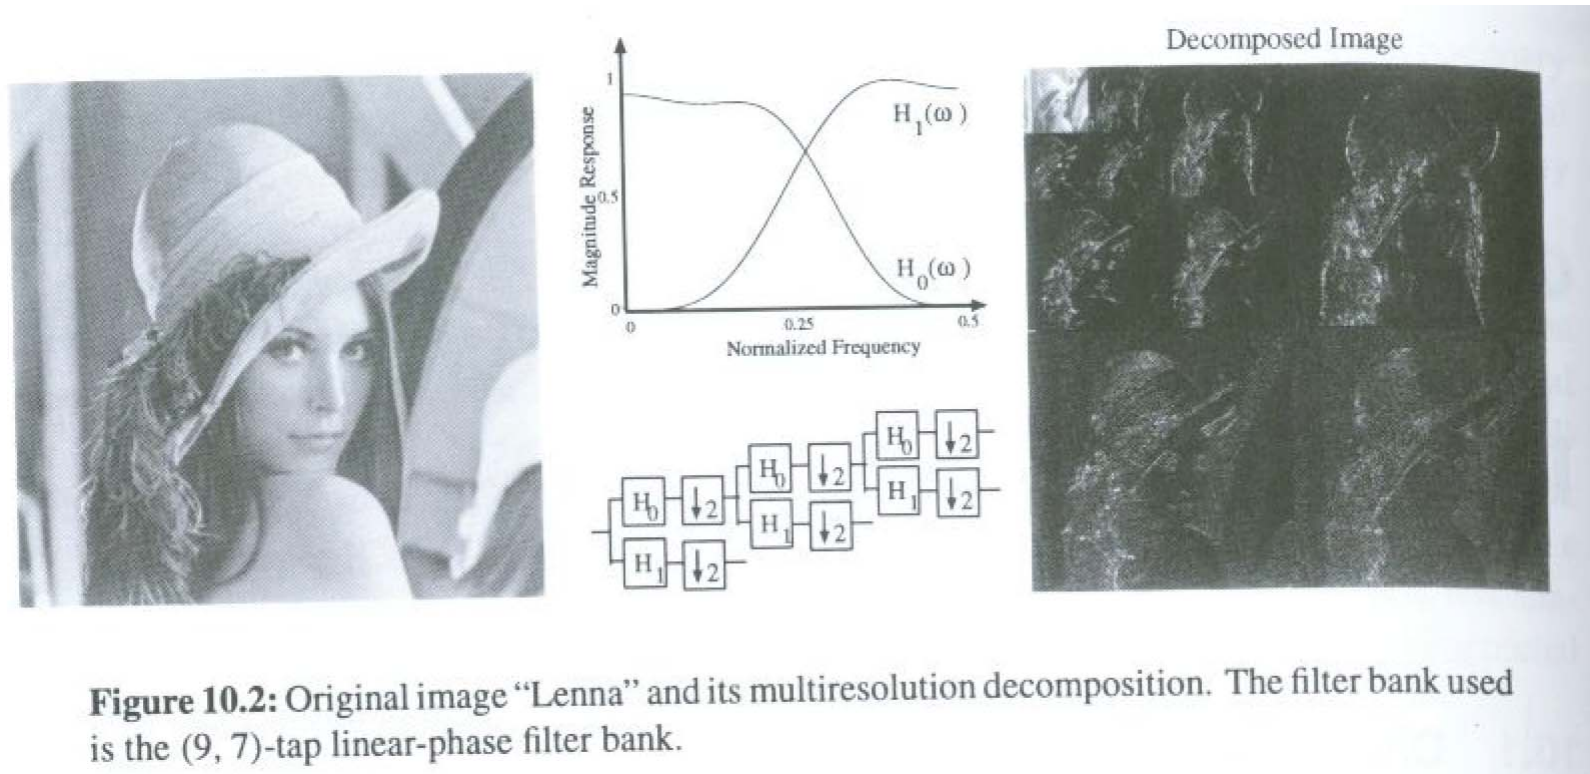 Decomposed Image
1
Magnitude Response
0.5
0
0
0.25
0.5
Normalized Frequency
H1(ω)
H0(ω)
H0
↓2
H1
↓2
H0
↓2
H1
↓2
H0
↓2
H1
↓2
Figure 10.2: Original image “Lenna” and its multiresolution decomposition. The filter bank used
is the (9, 7)-tap linear-phase filter bank.